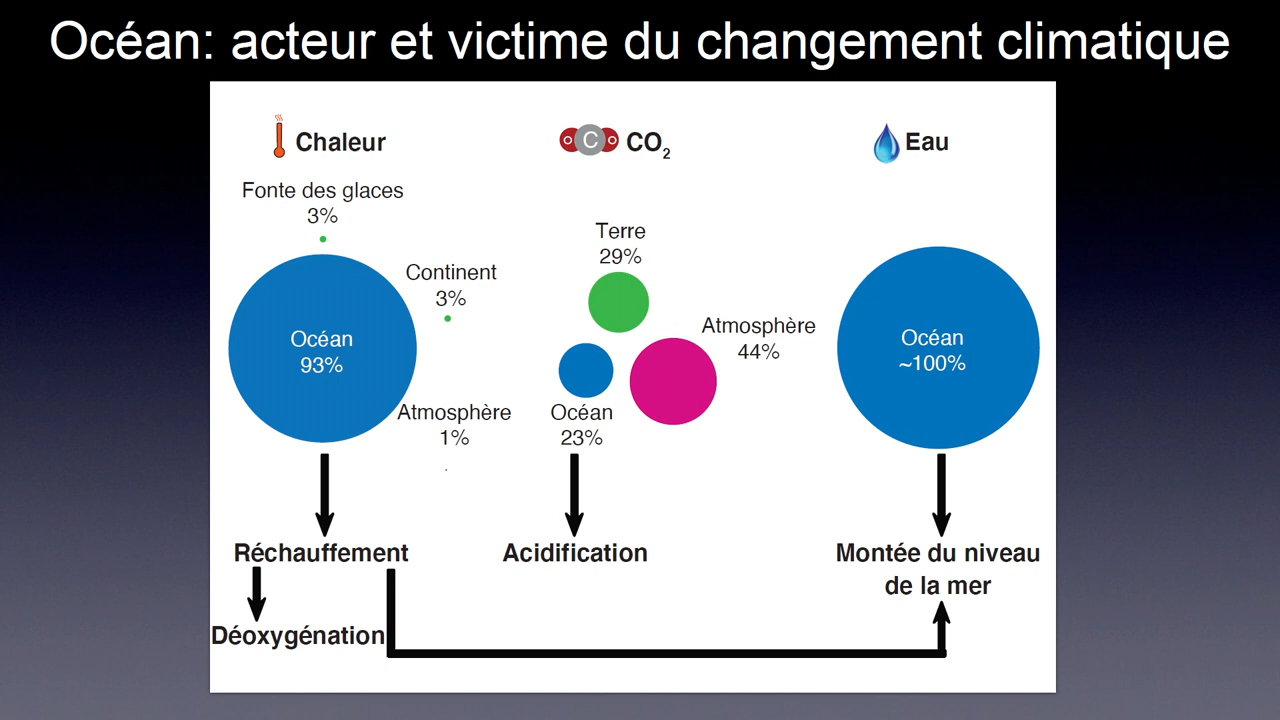 Océan: acteur et victime du changement climatique
Chaleur
Fonte des glaces
3%
Continent
3%
Océan
93%
Atmosphère
1%
Réchauffement
Déoxygénation
O C O CO2
Terre
29%
Atmosphère
44%
Océan
23%
Acidification
Eau
Océan
~100%
Montée du niveau
de la mer